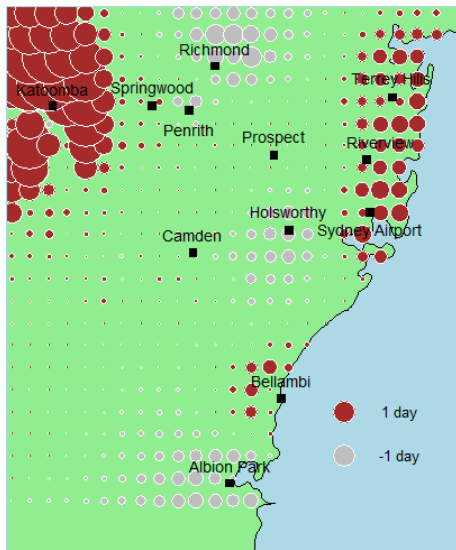 Richmond
Terrey Hills
Katoomba
Springwood
Penrith
Prospect
Riverview
Holsworthy
Sydney Airport
Camden
Bellambi
1 day
-1 day
Albion Park